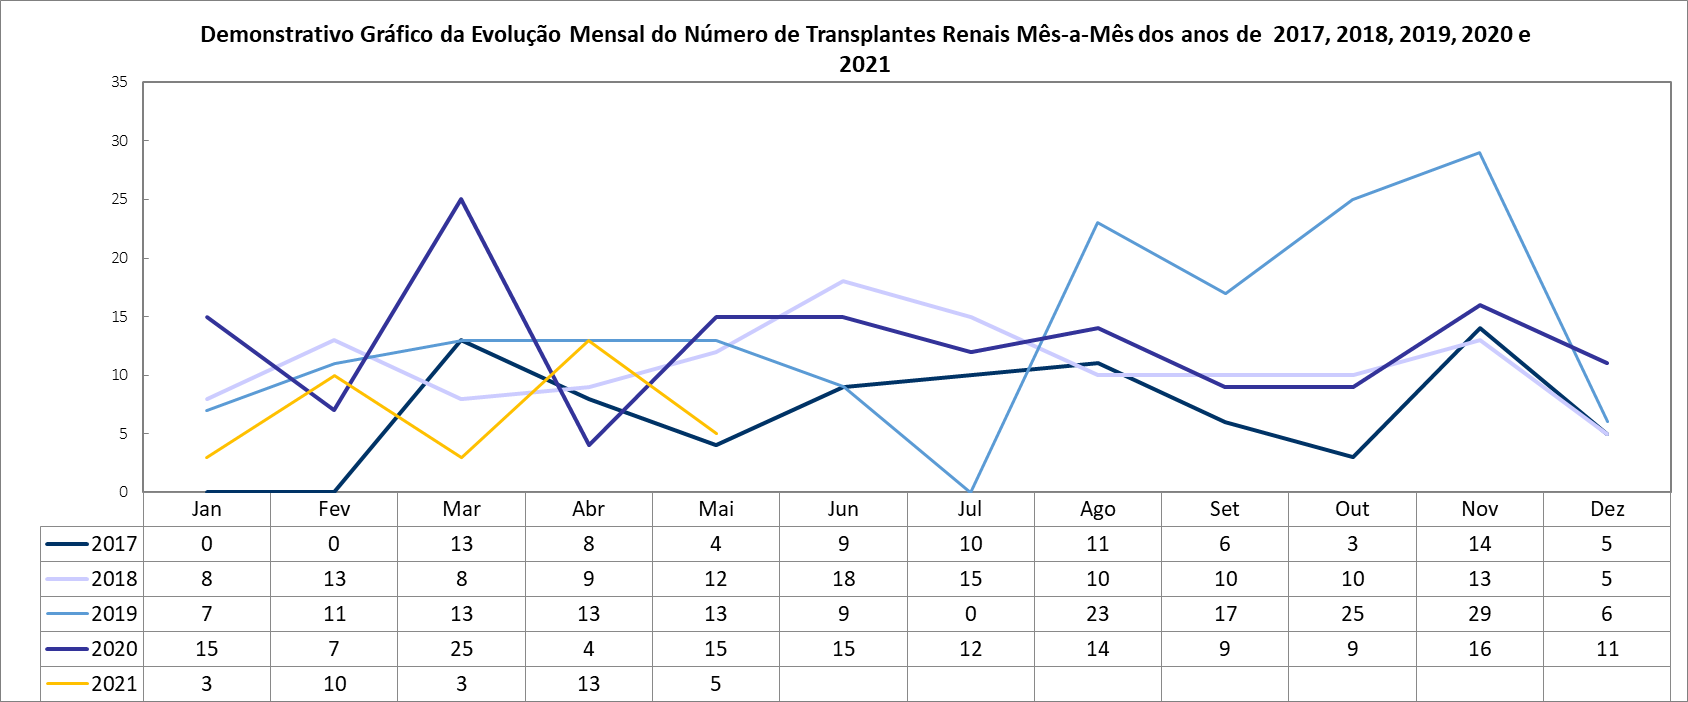 Demonstrativo Gráfico da Evolução Mensal do Número de Transplantes Renais Mês-a-Mês dos anos de 2017, 2018, 2019, 2020 e
2021
35
30
25
20
15
10
5
0
Jan Fev Mar Abr Mai Jun Jul Ago Set Out Nov Dez
2017 0 0 13 8 4 9 10 11 6 3 14 5
2018 8 13 8 9 12 18 15 10 10 10 13 5
2019 7 11 13 13 13 9 0 23 17 25 29 6
2020 15 7 25 4 15 15 12 14 9 9 16 11
2021 3 10 3 13 5